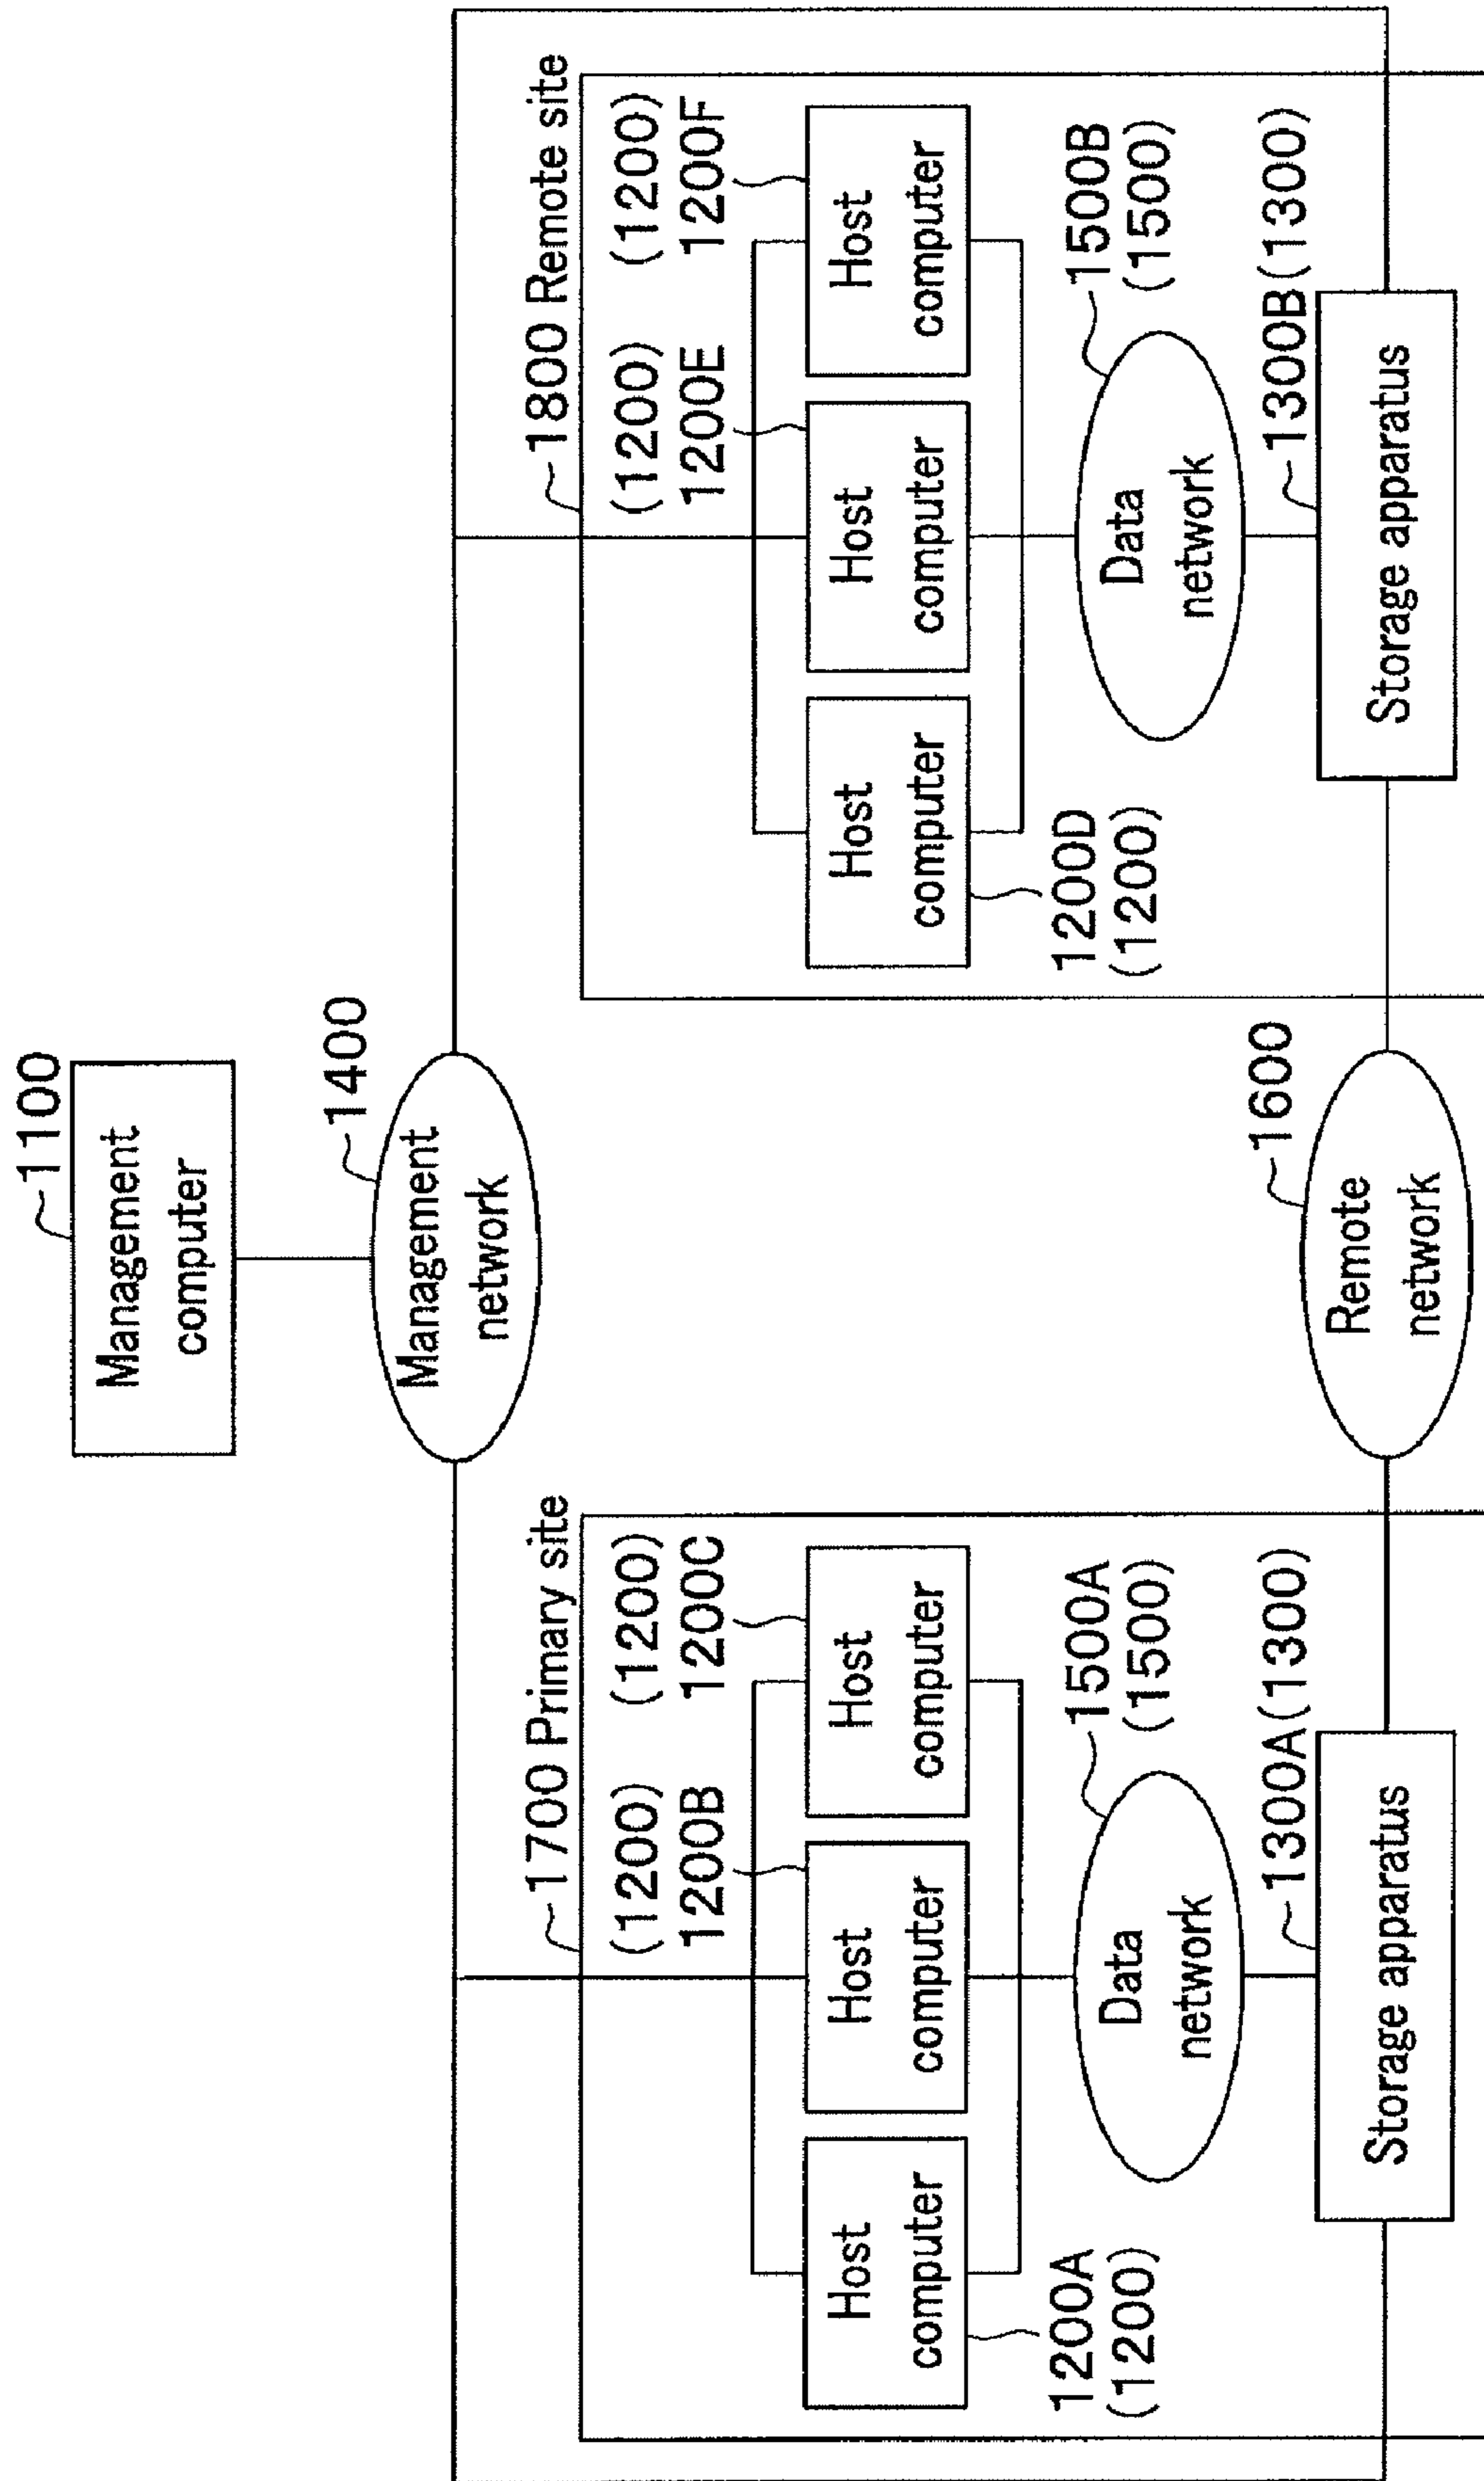 1100
Management
computer
1400
Management
network
1700 Primary site
(1200)
1200B
(1200)
1200C
Host
computer
Host
computer
Host
computer
1200A
(1200)
1500A
(1500)
Data
network
1300A(1300)
Storage apparatus
1600
Remote
network
1800 Remote site
(1200)
1200E
(1200)
1200F
Host
computer
Host
computer
Host
computer
1200D
(1200)
1500B
(1500)
Data
network
1300B(1300)
Storage apparatus